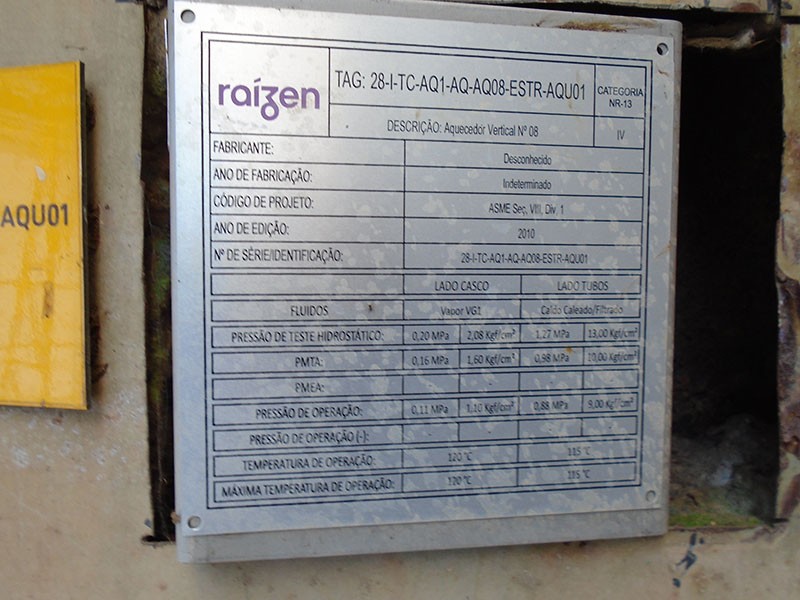 AQU01
raízen
TAG: 28-I-TC-AQ1-AQ-AQ08-ESTR-AQU01
CATEGORIA NR-13
DESCRIÇÃO: Aquecedor Vertical Nº 08
IV
FABRICANTE: Desconhecido
ANO DE FABRICAÇÃO: Indeterminado
CÓDIGO DE PROJETO: ASME Seç. VIII, Div. 1
ANO DE EDIÇÃO: 2010
Nº DE SÉRIE/IDENTIFICAÇÃO: 28-I-TC-AQ1-AQ-AQ08-ESTR-AQU01
LADO CASCO LADO TUBOS
FLUIDOS Vapor VG1 Caldo Caleado/Filtrado
PRESSÃO DE TESTE HIDROSTÁTICO: 0,20 MPa 2,08 Kgf/cm² 1,27 MPa 13,00 Kgf/cm²
PMTA: 0,16 MPa 1,60 Kgf/cm² 0,98 MPa 10,00 Kgf/cm²
PMEA: - - - -
PRESSÃO DE OPERAÇÃO: 0,11 MPa 1,10 Kgf/cm² 0,88 MPa 9,00 Kgf/cm²
PRESSÃO DE OPERAÇÃO (-): - - - -
TEMPERATURA DE OPERAÇÃO: 120 °C 115 °C
MÁXIMA TEMPERATURA DE OPERAÇÃO: 120 °C 115 °C